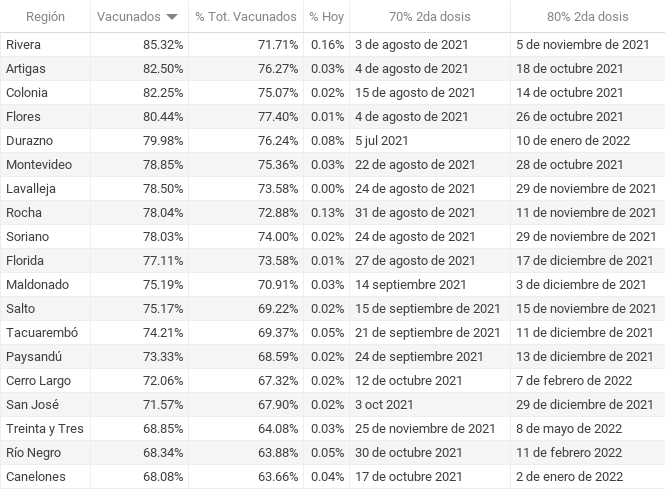 Región Vacunados % Tot. Vacunados % Hoy 70% 2da dosis 80% 2da dosis
Rivera 85.32% 71.71% 0.16% 3 de agosto de 2021 5 de noviembre de 2021
Artigas 82.50% 76.27% 0.03% 4 de agosto de 2021 18 de octubre 2021
Colonia 82.25% 75.07% 0.02% 15 de agosto de 2021 14 de octubre 2021
Flores 80.44% 77.40% 0.01% 4 de agosto de 2021 26 de octubre 2021
Durazno 79.98% 76.24% 0.08% 5 jul 2021 10 de enero de 2022
Montevideo 78.85% 75.36% 0.03% 22 de agosto de 2021 28 de octubre 2021
Lavalleja 78.50% 73.58% 0.00% 24 de agosto de 2021 29 de noviembre de 2021
Rocha 78.04% 72.88% 0.13% 31 de agosto de 2021 11 de noviembre de 2021
Soriano 78.03% 74.00% 0.02% 24 de agosto de 2021 29 de noviembre de 2021
Florida 77.11% 73.58% 0.01% 27 de agosto de 2021 17 de diciembre de 2021
Maldonado 75.19% 70.91% 0.03% 14 septiembre 2021 3 de diciembre de 2021
Salto 75.17% 69.22% 0.02% 15 de septiembre de 2021 15 de noviembre de 2021
Tacuarembó 74.21% 69.37% 0.05% 21 de septiembre de 2021 11 de diciembre de 2021
Paysandú 73.33% 68.59% 0.02% 24 de septiembre 2021 13 de diciembre de 2021
Cerro Largo 72.06% 67.32% 0.02% 12 de octubre 2021 7 de febrero de 2022
San José 71.57% 67.90% 0.02% 3 oct 2021 29 de diciembre de 2021
Treinta y Tres 68.85% 64.08% 0.03% 25 de noviembre de 2021 8 de mayo de 2022
Río Negro 68.34% 63.88% 0.05% 30 de octubre 2021 11 de febrero 2022
Canelones 68.08% 63.66% 0.04% 17 de octubre 2021 2 de enero de 2022